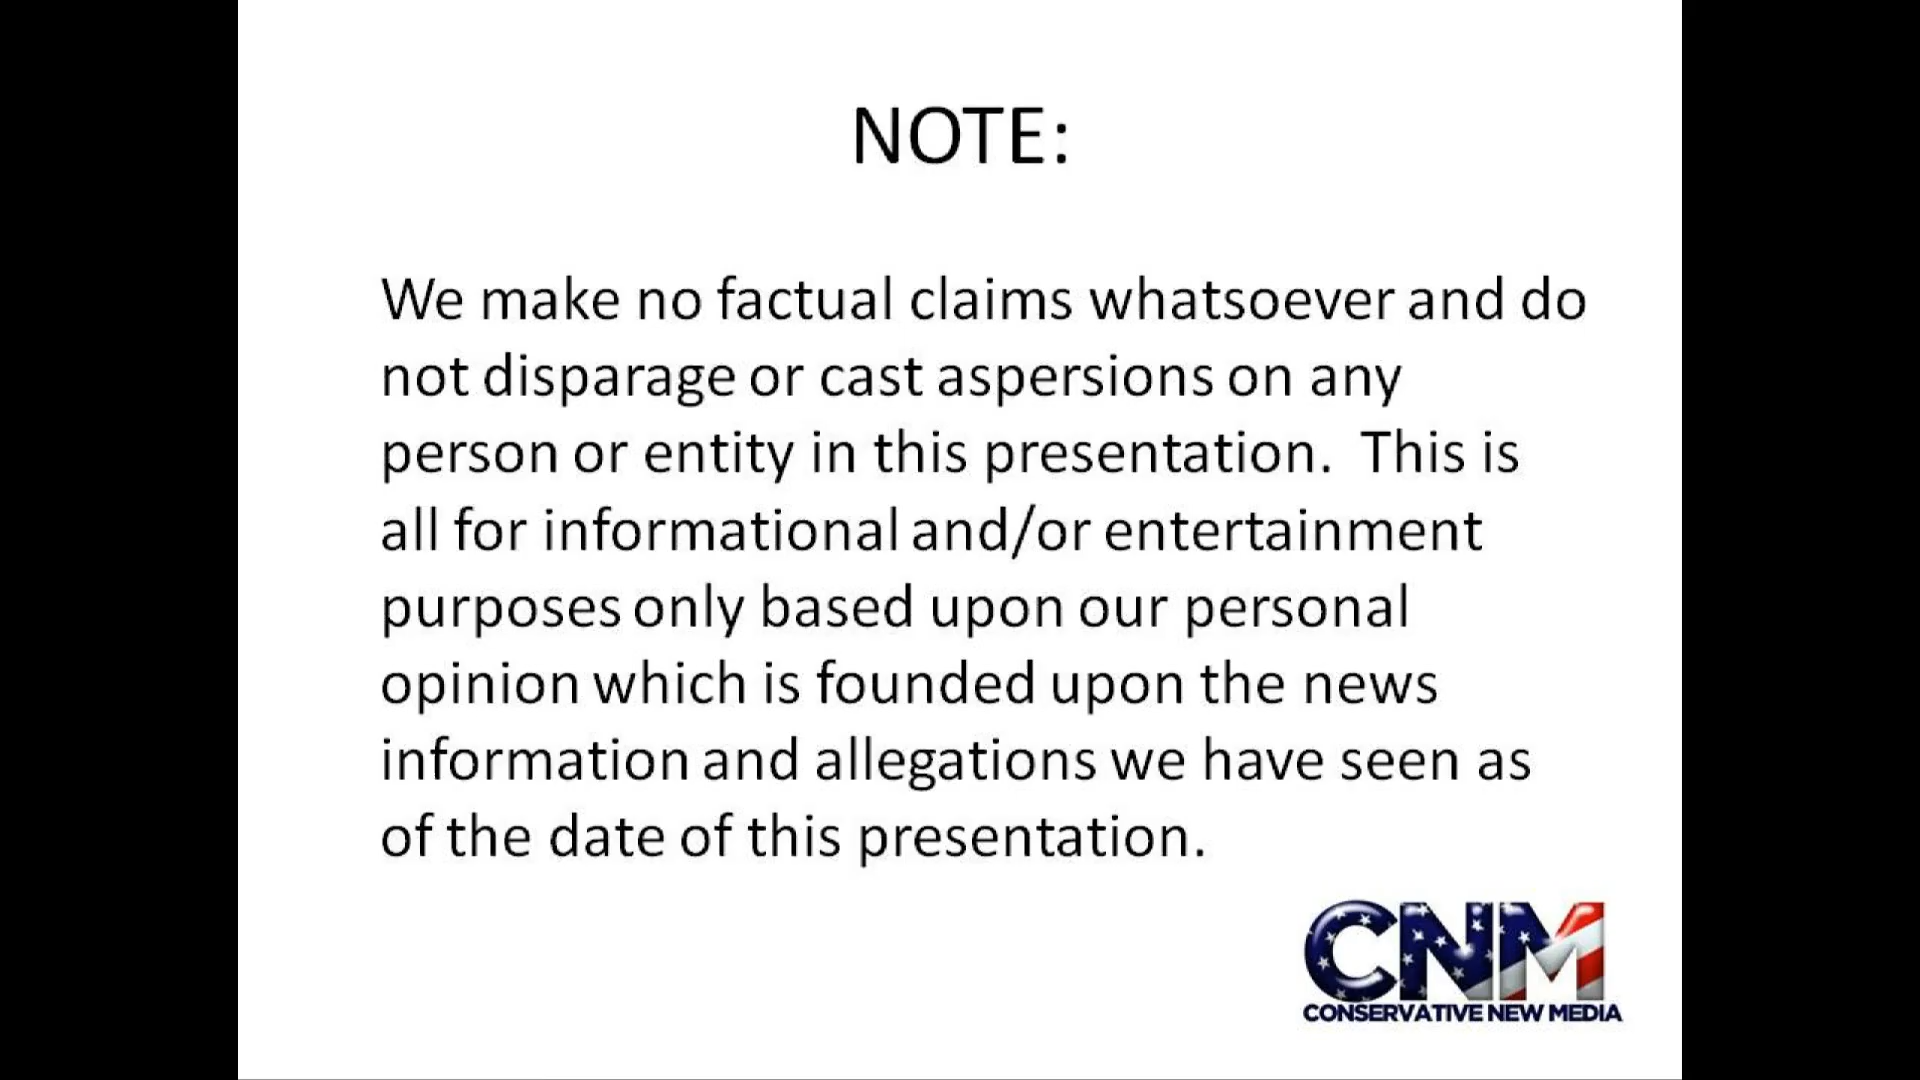 NOTE:
We make no factual claims whatsoever and do
not disparage or cast aspersions on any
person or entity in this presentation.  This is
all for informational and/or entertainment
purposes only based upon our personal
opinion which is founded upon the news
information and allegations we have seen as
of the date of this presentation.
CNM
CONSERVATIVE NEW MEDIA